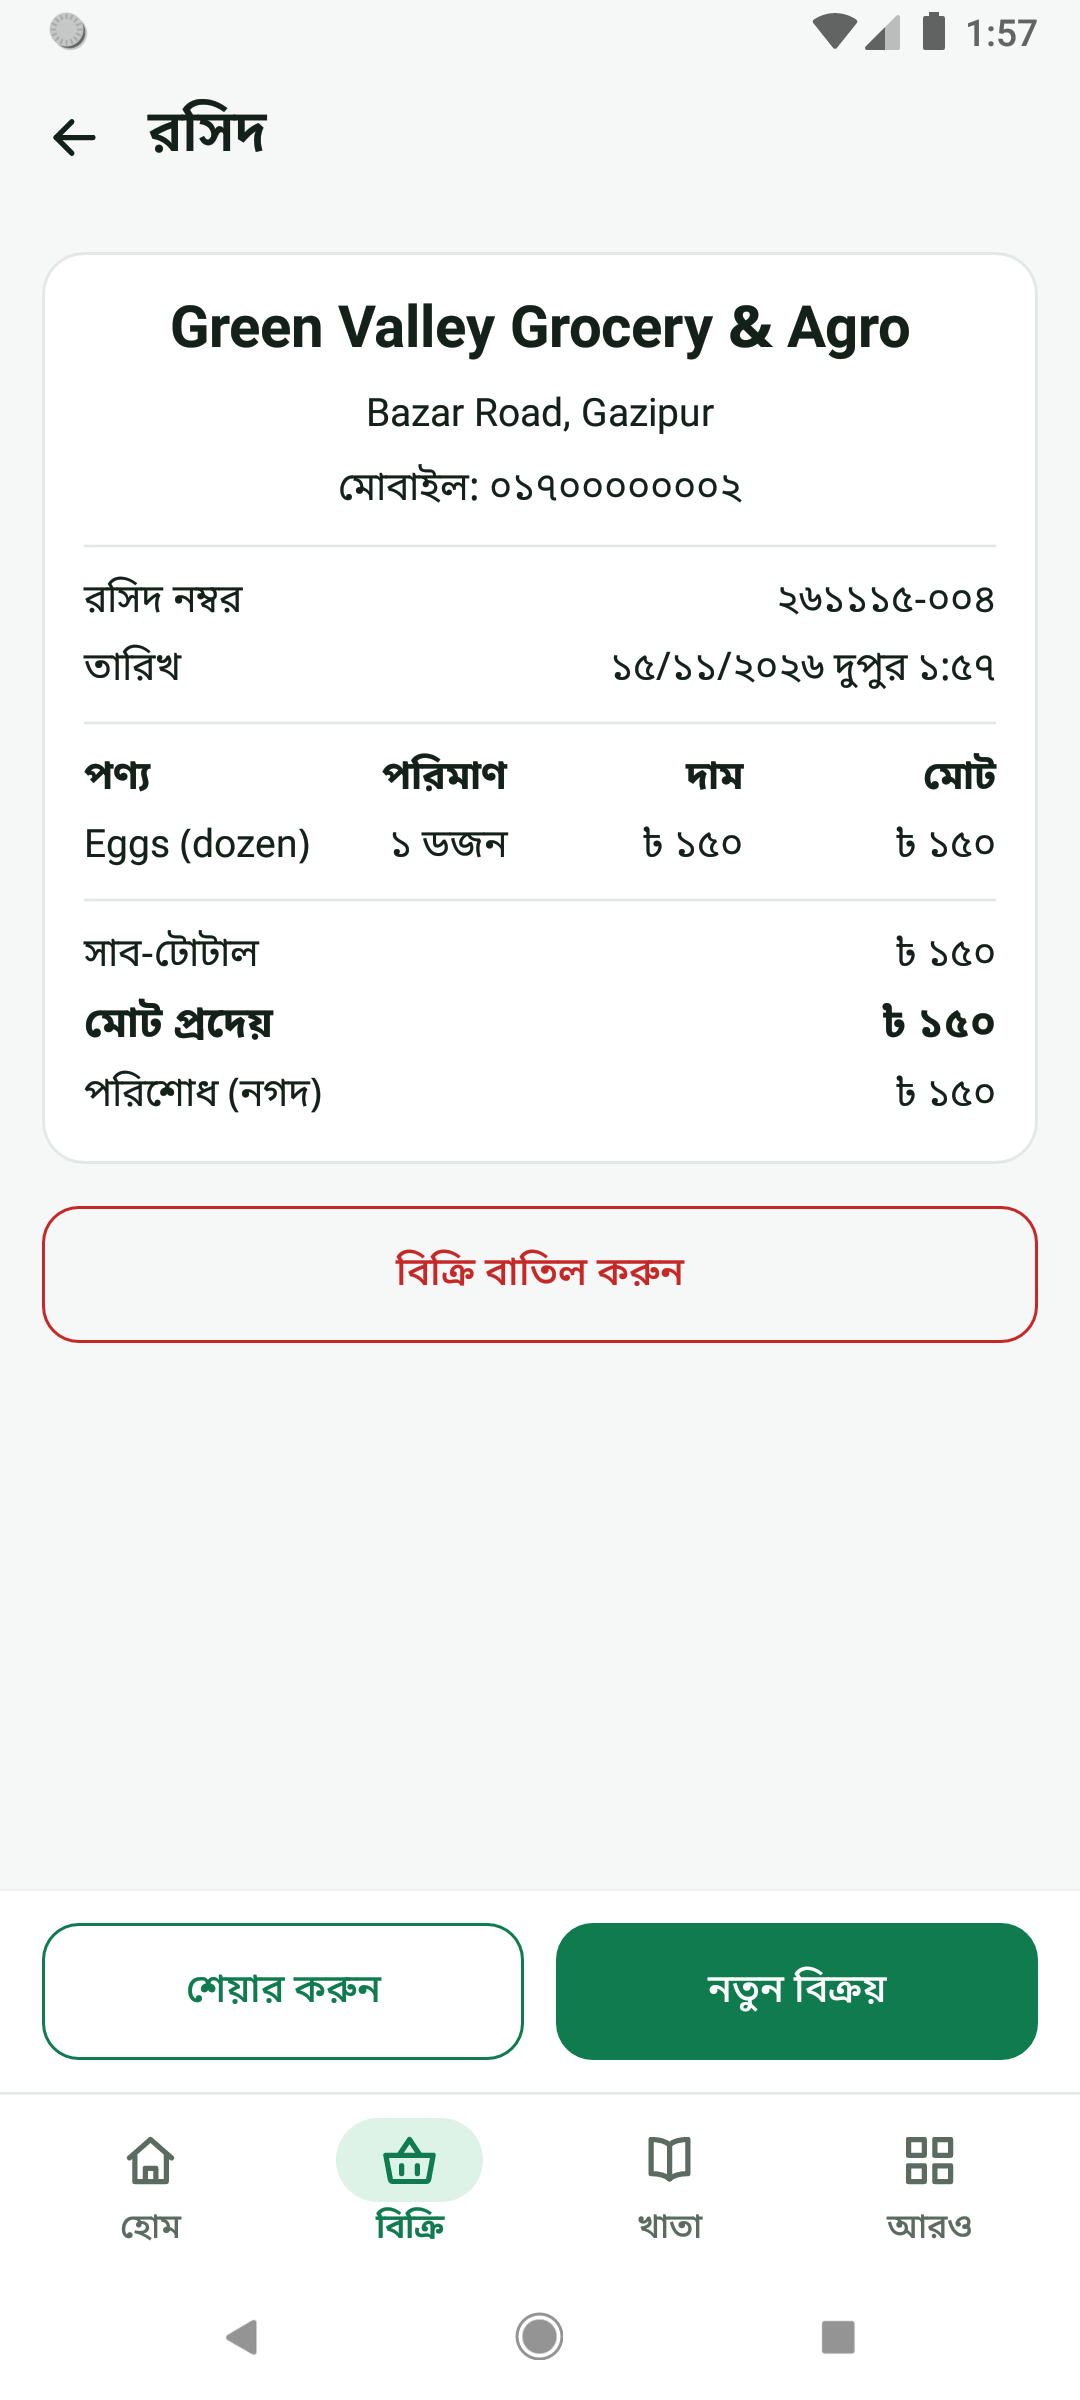 1:57
রসিদ
Green Valley Grocery & Agro
Bazar Road, Gazipur
মোবাইল: ০১৭০০০০০০০২
রসিদ নম্বর ২৬১১১৫-০০৪
তারিখ ১৫/১১/২০২৬ দুপুর ১:৫৭
পণ্য পরিমাণ দাম মোট
Eggs (dozen) ১ ডজন ৳ ১৫০ ৳ ১৫০
সাব-টোটাল ৳ ১৫০
মোট প্রদেয় ৳ ১৫০
পরিশোধ (নগদ) ৳ ১৫০
বিক্রি বাতিল করুন
শেয়ার করুন নতুন বিক্রয়
হোম বিক্রি খাতা আরও